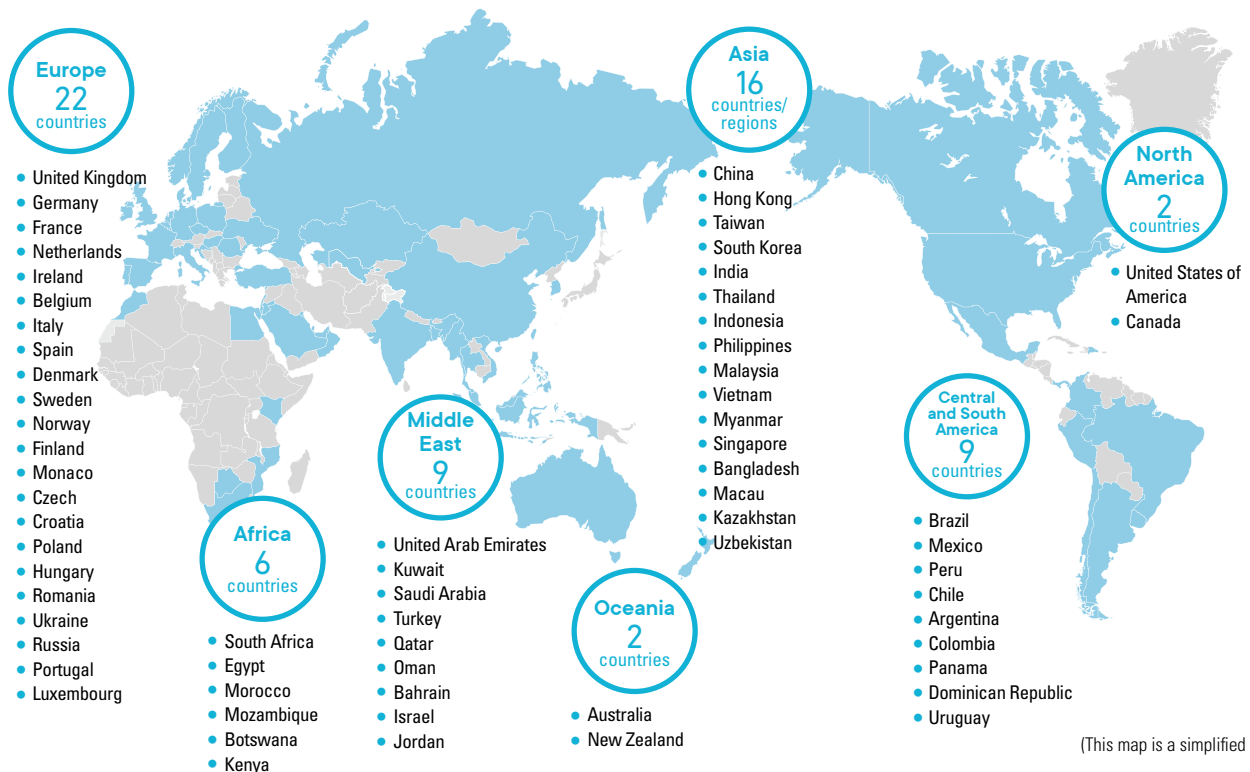 Europe
22
countries
United Kingdom
Germany
France
Netherlands
Ireland
Belgium
Italy
Spain
Denmark
Sweden
Norway
Finland
Monaco
Czech
Croatia
Poland
Hungary
Romania
Ukraine
Russia
Portugal
Luxembourg
Africa
6
countries
South Africa
Egypt
Morocco
Mozambique
Botswana
Kenya
Middle
East
9
countries
United Arab Emirates
Kuwait
Saudi Arabia
Turkey
Qatar
Oman
Bahrain
Israel
Jordan
Oceania
2
countries
Australia
New Zealand
Asia
16
countries/
regions
China
Hong Kong
Taiwan
South Korea
India
Thailand
Indonesia
Philippines
Malaysia
Vietnam
Myanmar
Singapore
Bangladesh
Macau
Kazakhstan
Uzbekistan
North
America
2
countries
United States of
America
Canada
Central
and South
America
9
countries
Brazil
Mexico
Peru
Chile
Argentina
Colombia
Panama
Dominican Republic
Uruguay
(This map is a simplified